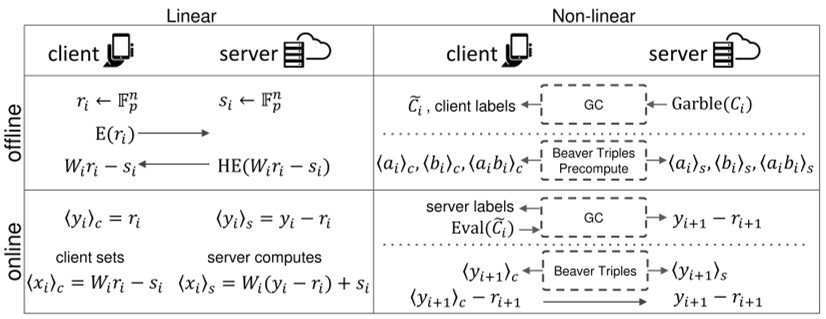 Linear
Non-linear
client
server
client
server
offline
r_i ← 𝔽_p^n
s_i ← 𝔽_p^n
E(r_i)
W_i r_i − s_i
HE(W_i r_i − s_i)
C̃_i , client labels
GC
Garble(C_i)
⟨a_i⟩_c, ⟨b_i⟩_c, ⟨a_i b_i⟩_c
Beaver Triples
Precompute
⟨a_i⟩_s, ⟨b_i⟩_s, ⟨a_i b_i⟩_s
online
⟨y_i⟩_c = r_i
⟨y_i⟩_s = y_i − r_i
client sets
server computes
⟨x_i⟩_c = W_i r_i − s_i
⟨x_i⟩_s = W_i(y_i − r_i) + s_i
server labels
Eval(C̃_i)
GC
y_{i+1} − r_{i+1}
⟨y_{i+1}⟩_c
Beaver Triples
⟨y_{i+1}⟩_s
⟨y_{i+1}⟩_c − r_{i+1}
y_{i+1} − r_{i+1}